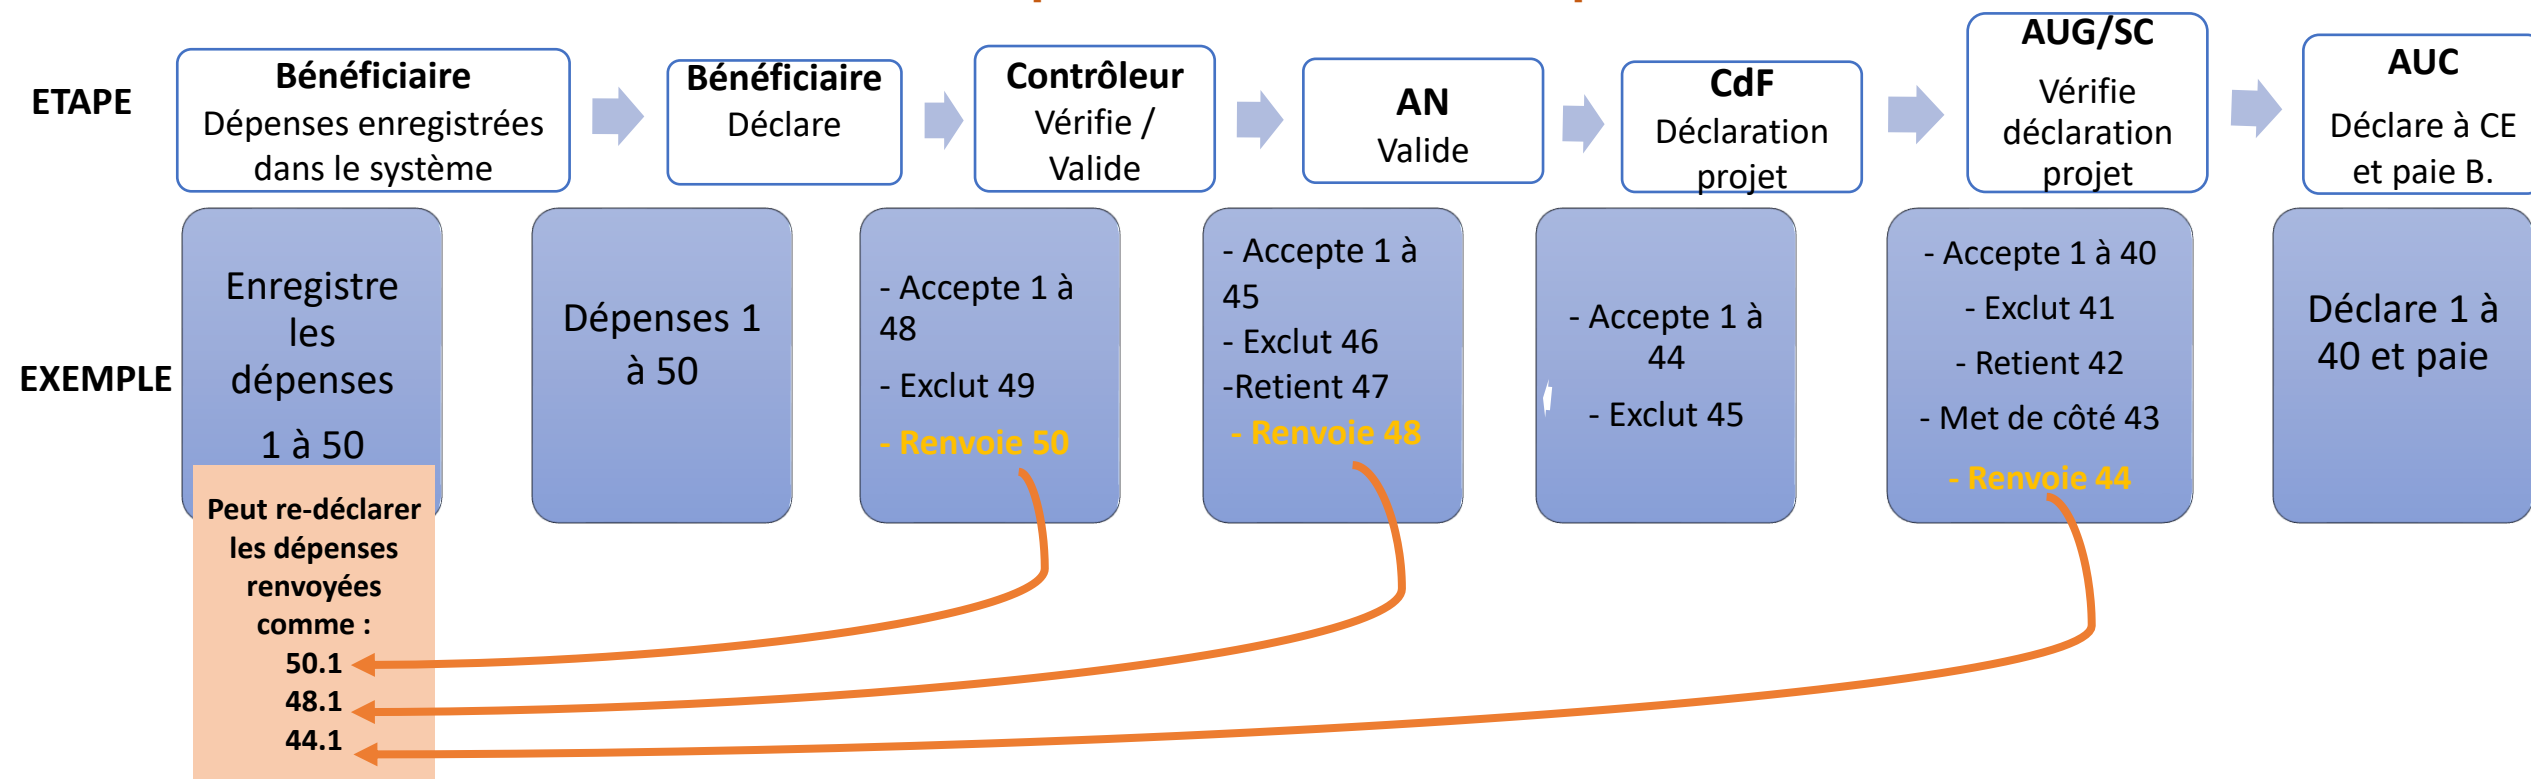 ETAPE
Bénéficiaire
Dépenses enregistrées
dans le système
Bénéficiaire
Déclare
Contrôleur
Vérifie /
Valide
AN
Valide
CdF
Déclaration
projet
AUG/SC
Vérifie
déclaration
projet
AUC
Déclare à CE
et paie B.
EXEMPLE
Enregistre
les
dépenses
1 à 50
Dépenses 1
à 50
- Accepte 1 à
48
- Exclut 49
- Renvoie 50
- Accepte 1 à
45
- Exclut 46
-Retient 47
- Renvoie 48
- Accepte 1 à
44
- Exclut 45
- Accepte 1 à 40
- Exclut 41
- Retient 42
- Met de côté 43
- Renvoie 44
Déclare 1 à
40 et paie
Peut re-déclarer
les dépenses
renvoyées
comme :
50.1
48.1
44.1